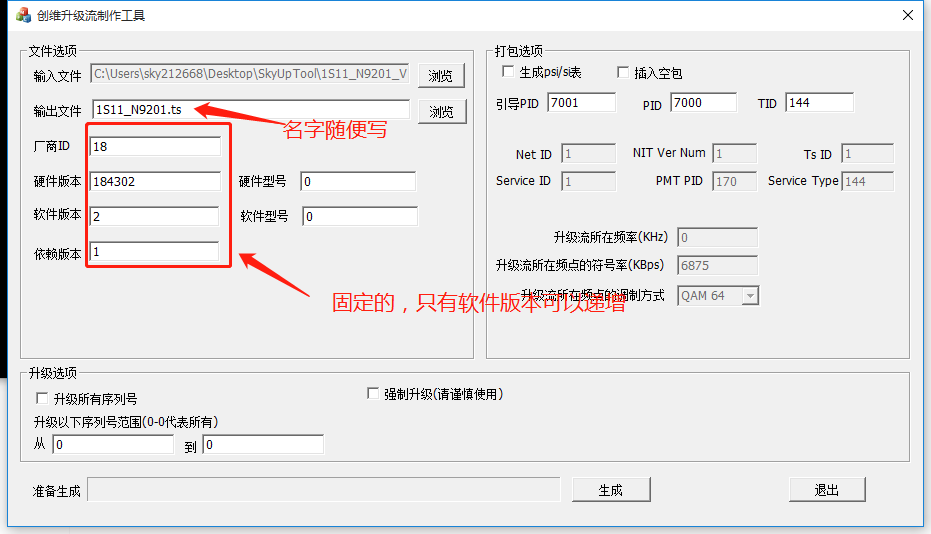 创维升级流制作工具
文件选项
输入文件 C:\Users\sky212668\Desktop\SkyUpTool\1S11_N9201_V 浏览
输出文件 1S11_N9201.ts 浏览
名字随便写
厂商ID 18
硬件版本 184302 硬件型号 0
软件版本 2 软件型号 0
依赖版本 1
固定的，只有软件版本可以递增
打包选项
生成psi/si表 插入空包
引导PID 7001 PID 7000 TID 144
Net ID 1 NIT Ver Num 1 Ts ID 1
Service ID 1 PMT PID 170 Service Type 144
升级流所在频率(KHz) 0
升级流所在频点的符号率(KBps) 6875
升级流所在频点的调制方式 QAM 64
升级选项
升级所有序列号 强制升级(请谨慎使用)
升级以下序列号范围(0-0代表所有)
从 0 到 0
准备生成 生成 退出